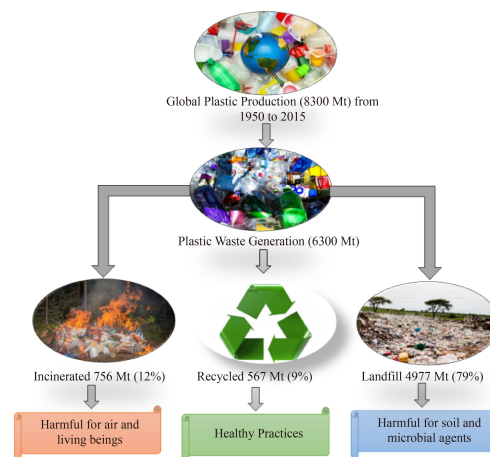 Global Plastic Production (8300 Mt) from
1950 to 2015
Plastic Waste Generation (6300 Mt)
Incinerated 756 Mt (12%)
Recycled 567 Mt (9%)
Landfill 4977 Mt (79%)
Harmful for air and
living beings
Healthy Practices
Harmful for soil and
microbial agents